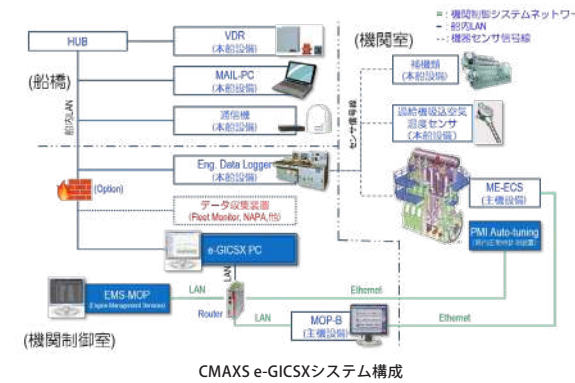 =: 機関制御システムネットワーク
−: 船内LAN
---: 機器センサ信号線
HUB
VDR
(本船設備)
(機関室)
(船橋)
MAIL-PC
(本船設備)
補機類
(本船設備)
船内LAN
通信機
(本船設備)
センサ信号線
過給機吸込空気
温度センサ
(本船設備)
Eng. Data Logger
(本船設備)
(Option)
ME-ECS
(主機設備)
データ収集装置
(Fleet Monitor, NAPA,他)
PMI Auto-tuning
e-GICSX PC
LAN
EMS-MOP
(Engine Management Services)
LAN
Ethernet
Router
LAN
MOP-B
(主機設備)
Ethernet
(機関制御室)
CMAXS e-GICSXシステム構成